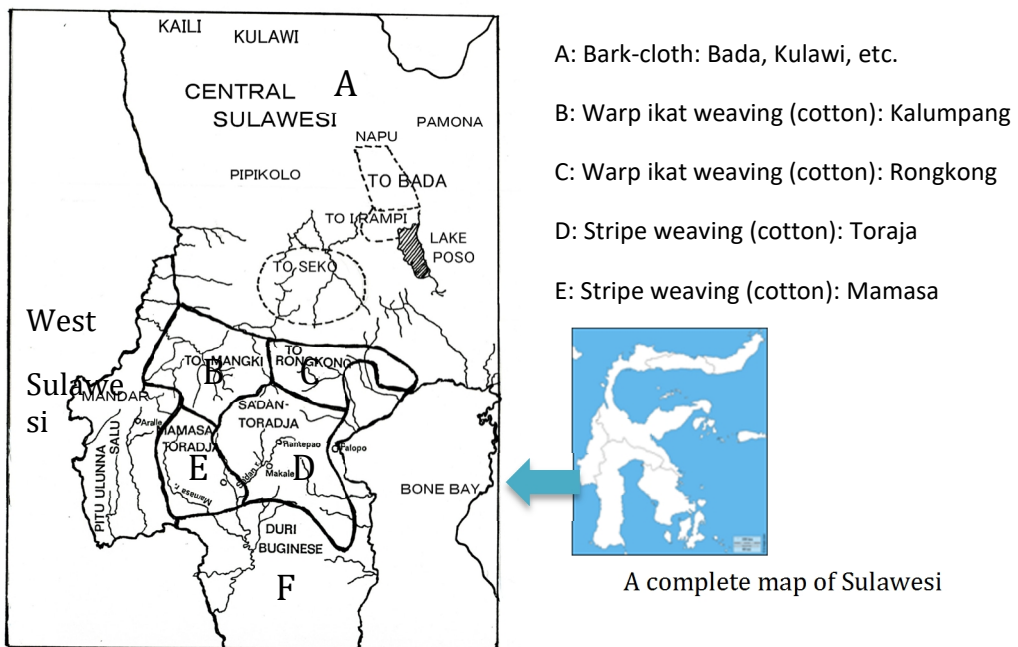 KAILI
KULAWI
A
CENTRAL
SULAWESI
PAMONA
NAPU
PIPIKOLO
TO BADA
TO I RAMPI
LAKE
POSO
TO SEKO
West
Sulawe
si
TO MANGKI
B
TO
RONGKONG
C
MANDAR
SADAN-
TORADJA
Aralle
MAMASA
TORADJA
Rantepao
Palopo
PITU ULUNNA
SALU
E
Sadan r.
Makale
D
Mamasa r.
BONE BAY
DURI
BUGINESE
F
A: Bark-cloth: Bada, Kulawi, etc.
B: Warp ikat weaving (cotton): Kalumpang
C: Warp ikat weaving (cotton): Rongkong
D: Stripe weaving (cotton): Toraja
E: Stripe weaving (cotton): Mamasa
A complete map of Sulawesi